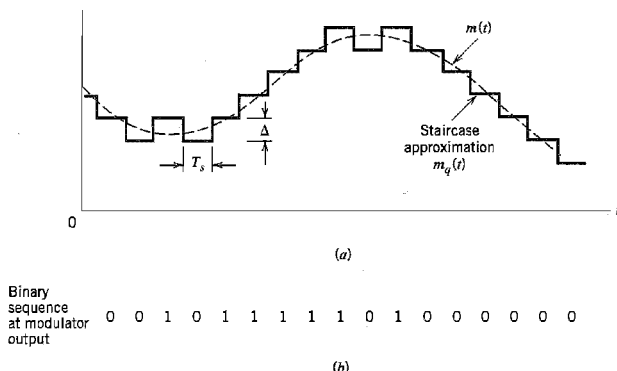 m(t)
Δ
Staircase
approximation
m_q(t)
T_s
0
(a)
Binary
sequence
at modulator
output
0 0 1 0 1 1 1 1 1 0 1 0 0 0 0 0 0
(b)